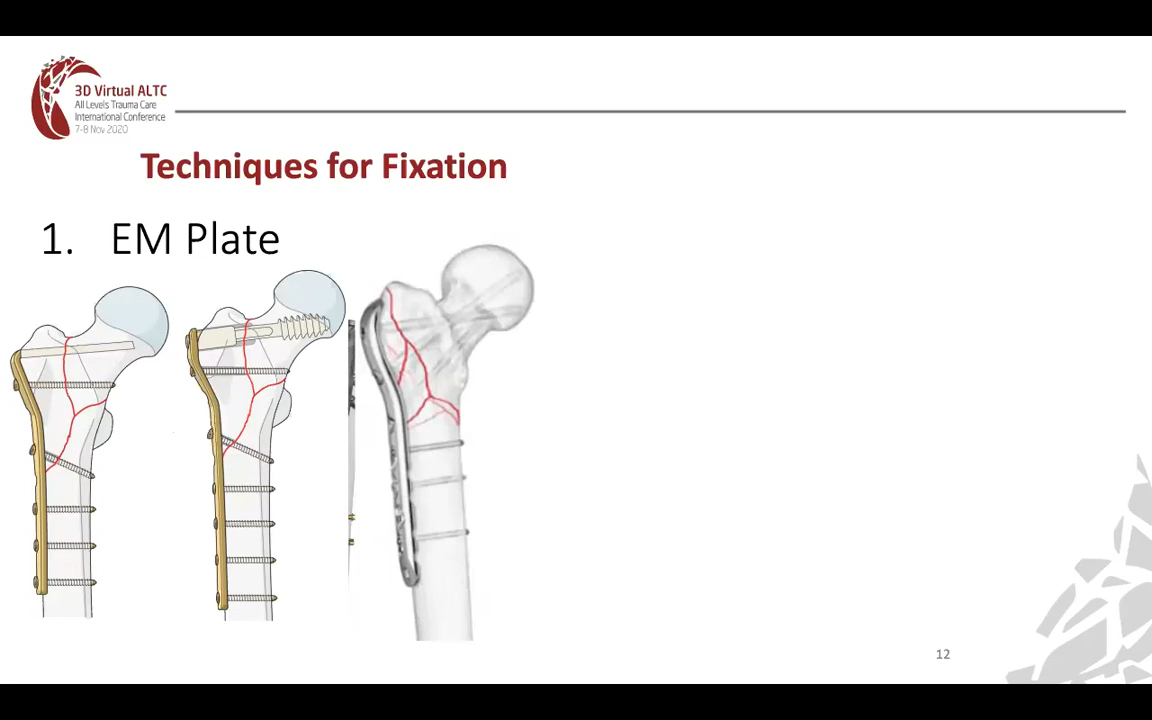 3D Virtual ALTC
All Levels Trauma Care
International Conference
7-8 Nov 2020
Techniques for Fixation
1. EM Plate
12